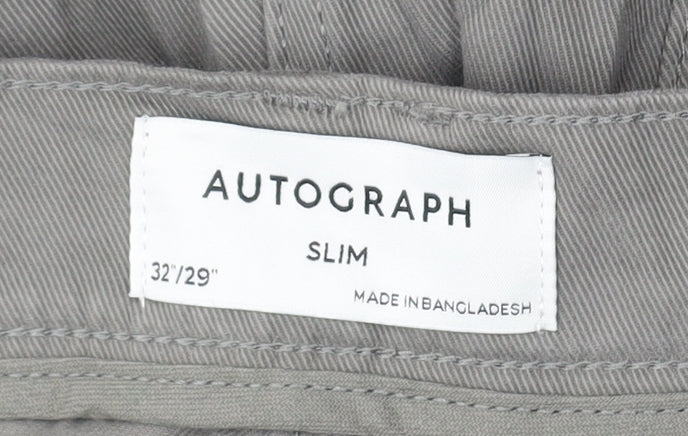 AUTOGRAPH
SLIM
32"/29"
MADE IN BANGLADESH